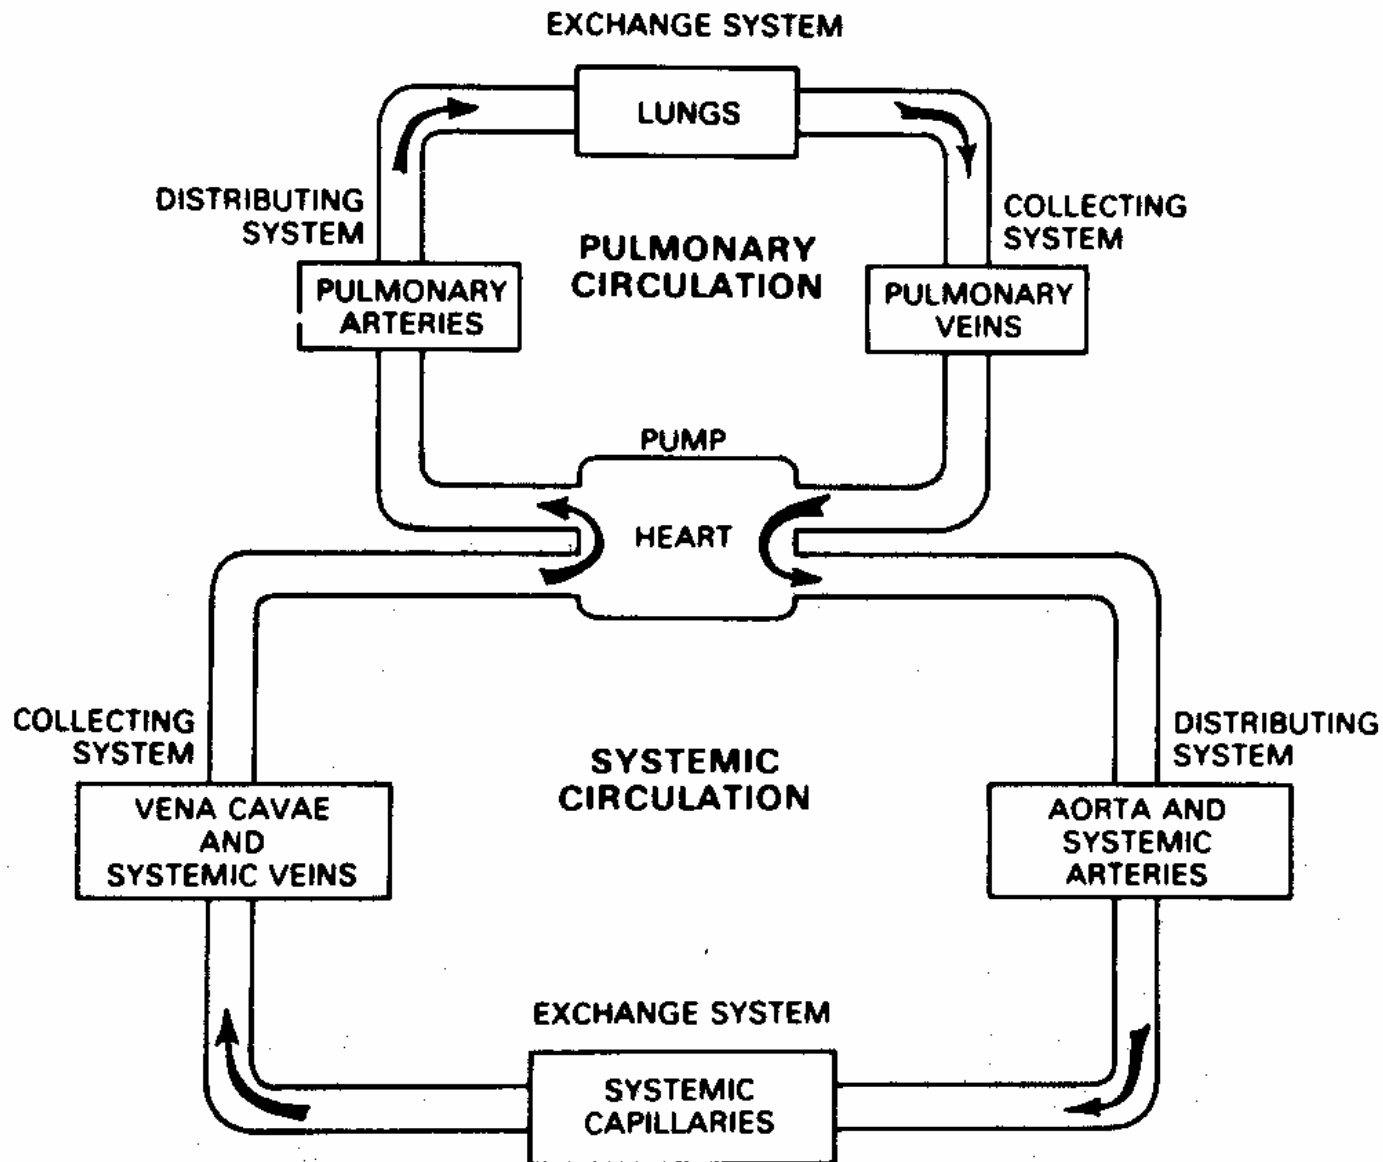 EXCHANGE SYSTEM
LUNGS
DISTRIBUTING
SYSTEM
COLLECTING
SYSTEM
PULMONARY
CIRCULATION
PULMONARY
ARTERIES
PULMONARY
VEINS
PUMP
HEART
COLLECTING
SYSTEM
DISTRIBUTING
SYSTEM
SYSTEMIC
CIRCULATION
VENA CAVAE
AND
SYSTEMIC VEINS
AORTA AND
SYSTEMIC
ARTERIES
EXCHANGE SYSTEM
SYSTEMIC
CAPILLARIES